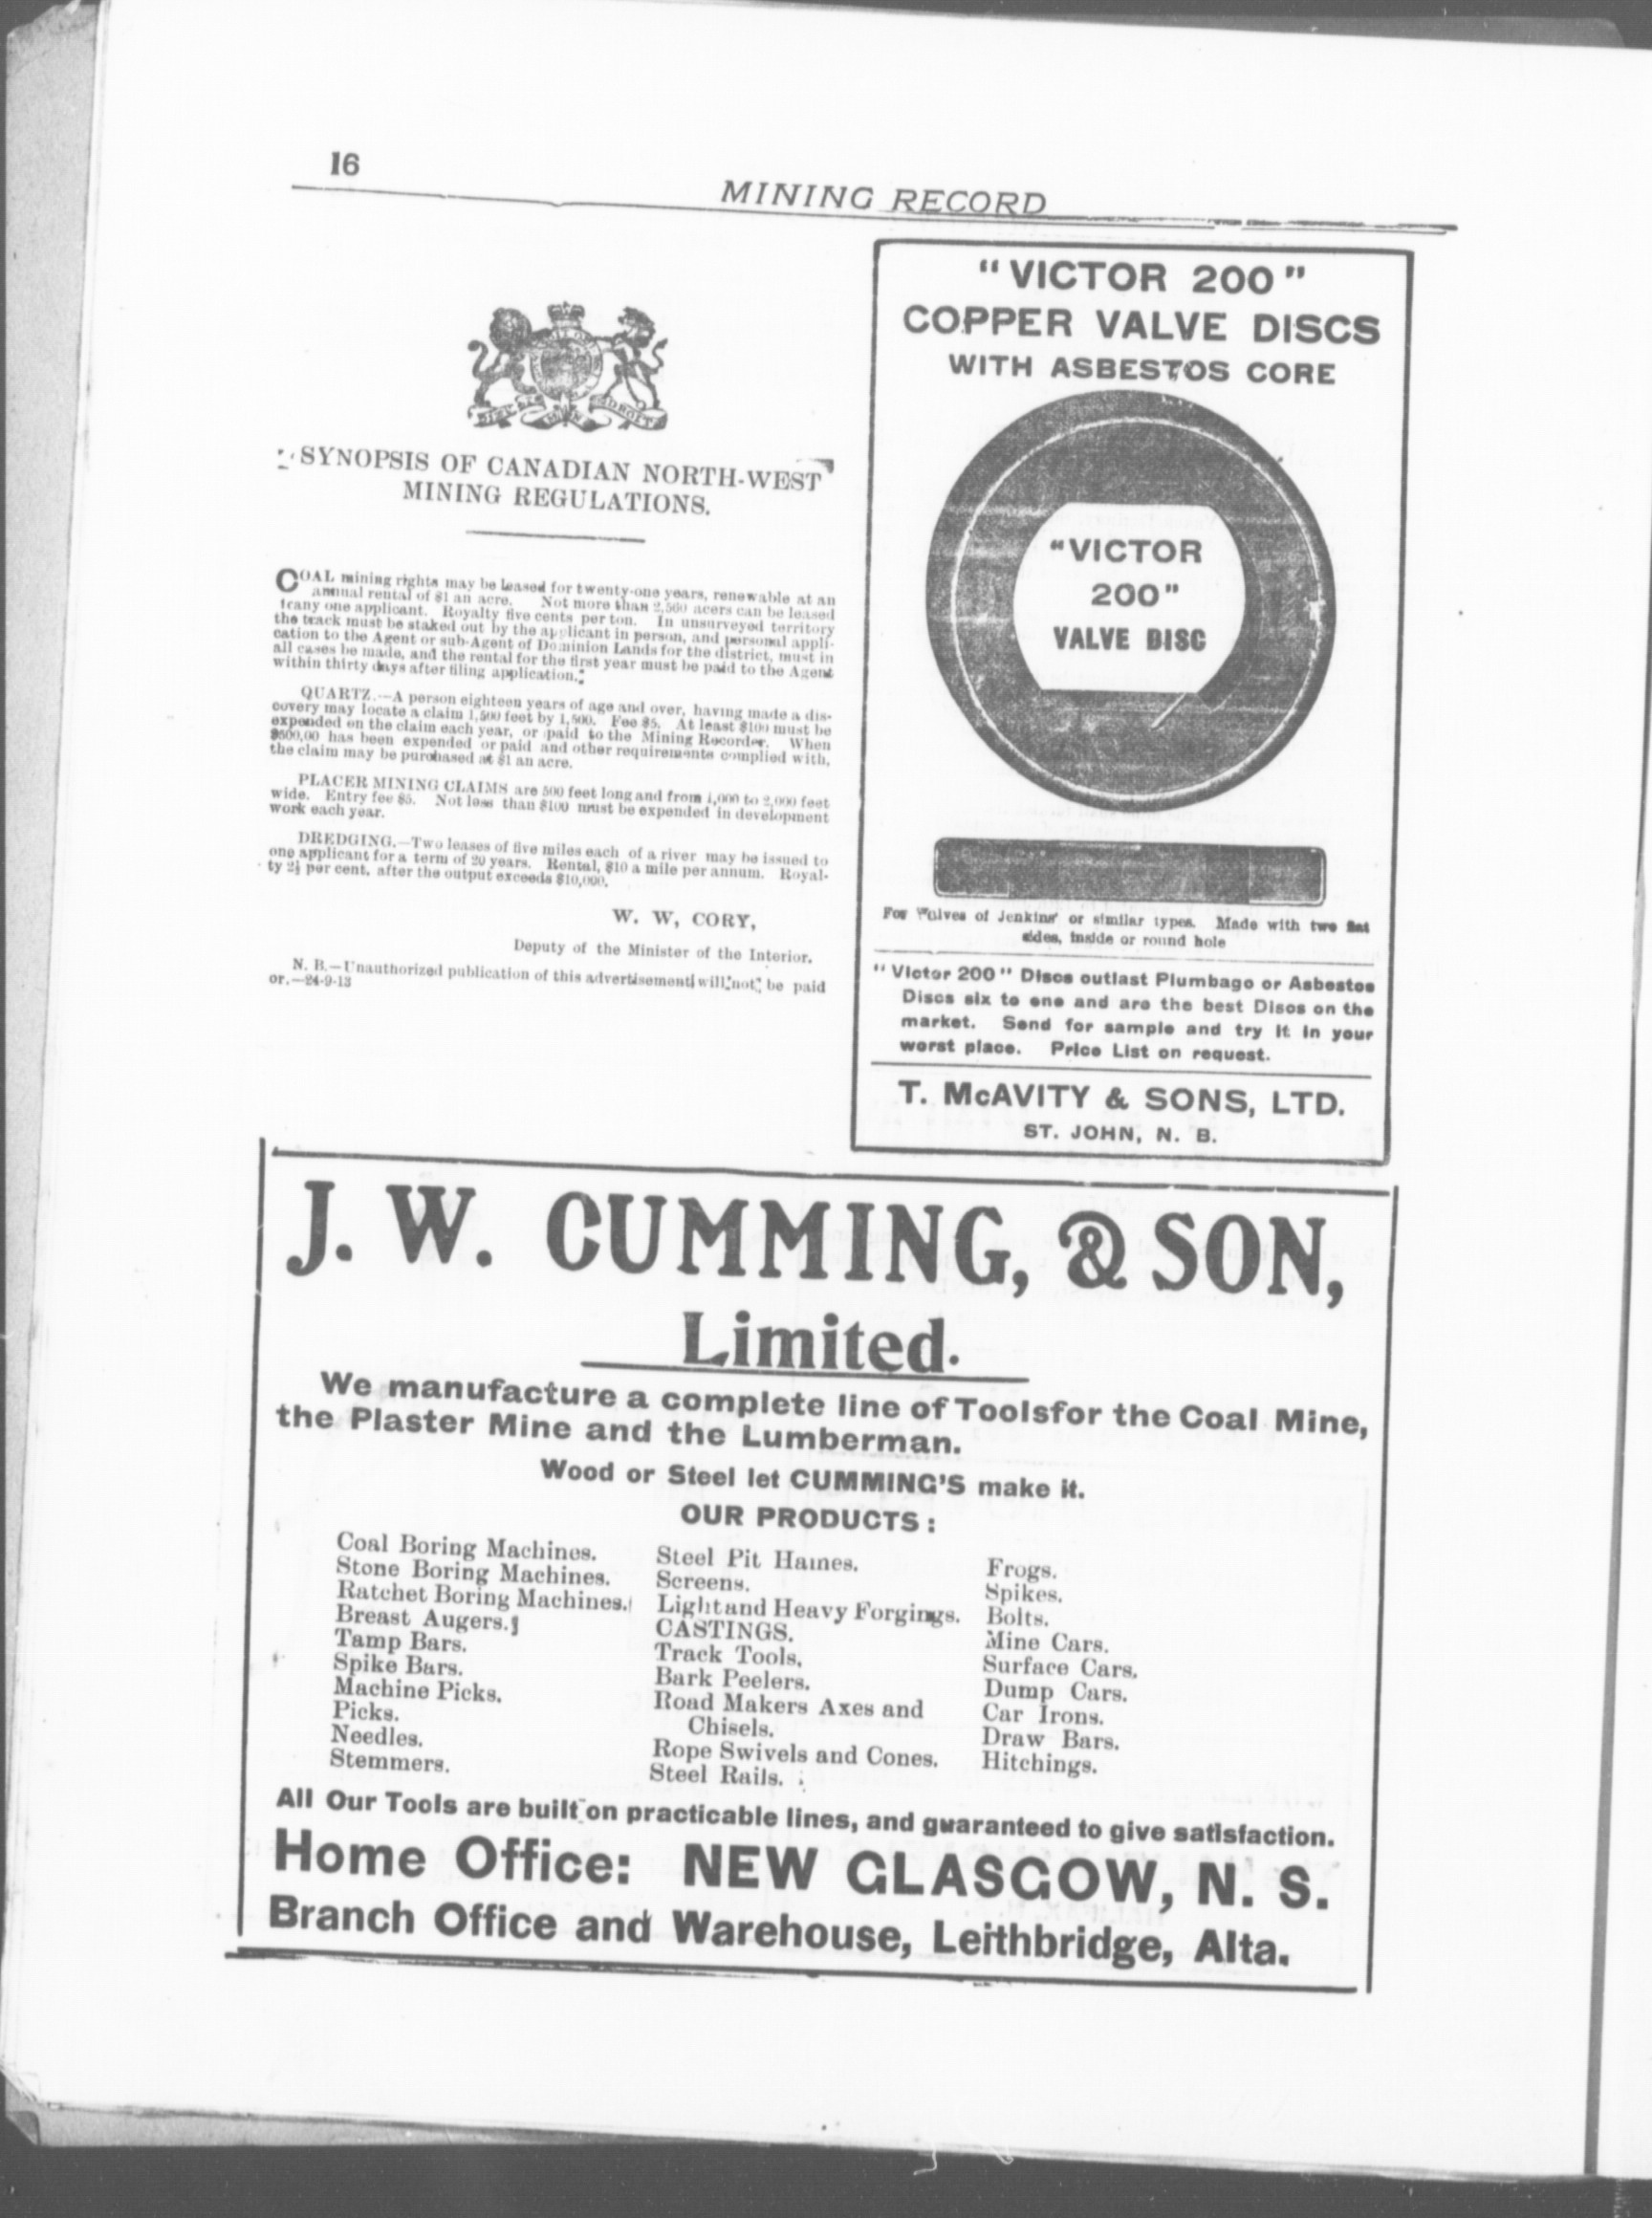 16
MINING RECORD
SYNOPSIS OF CANADIAN NORTH-WEST
MINING REGULATIONS.
COAL mining rights may be leased for twenty-one years, renewable at an
annual rental of $1 an acre. Not more than 2,560 acers can be leased
any one applicant. Royalty five cents per ton. In unsurveyed territory
the track must be staked out by the applicant in person, and personal appli-
cation to the Agent or sub-Agent of Dominion Lands for the district, must in
all cases be made, and the rental for the first year must be paid to the Agent
within thirty days after filing application.
QUARTZ.—A person eighteen years of age and over, having made a dis-
covery may locate a claim 1,500 feet by 1,500. Fee $5. At least $100 must be
expended on the claim each year, or paid to the Mining Recorder. When
$500,00 has been expended or paid and other requirements complied with,
the claim may be purchased at $1 an acre.
PLACER MINING CLAIMS are 500 feet long and from 1,000 to 2,000 feet
wide. Entry fee $5. Not less than $100 must be expended in development
work each year.
DREDGING.—Two leases of five miles each of a river may be issued to
one applicant for a term of 20 years. Rental, $10 a mile per annum. Royal-
ty 2½ per cent. after the output exceeds $10,000.
W. W, CORY,
Deputy of the Minister of the Interior.
N. B.—Unauthorized publication of this advertisement will not be paid
or.—24-9-13
"VICTOR 200"
COPPER VALVE DISCS
WITH ASBESTOS CORE
"VICTOR
200"
VALVE DISC
For Valves of Jenkins' or similar types. Made with two flat
sides, inside or round hole
"Victor 200" Discs outlast Plumbago or Asbestos
Discs six to one and are the best Discs on the
market. Send for sample and try it in your
worst place. Price List on request.
T. McAVITY & SONS, LTD.
ST. JOHN, N. B.
J. W. CUMMING, & SON,
Limited.
We manufacture a complete line of Toolsfor the Coal Mine,
the Plaster Mine and the Lumberman.
Wood or Steel let CUMMING'S make it.
OUR PRODUCTS:
Coal Boring Machines.
Stone Boring Machines.
Ratchet Boring Machines.
Breast Augers.
Tamp Bars.
Spike Bars.
Machine Picks.
Picks.
Needles.
Stemmers.
Steel Pit Hames.
Screens.
Light and Heavy Forgings.
CASTINGS.
Track Tools.
Bark Peelers.
Road Makers Axes and
Chisels.
Rope Swivels and Cones.
Steel Rails.
Frogs.
Spikes.
Bolts.
Mine Cars.
Surface Cars.
Dump Cars.
Car Irons.
Draw Bars.
Hitchings.
All Our Tools are built on practicable lines, and guaranteed to give satisfaction.
Home Office: NEW GLASGOW, N. S.
Branch Office and Warehouse, Leithbridge, Alta.